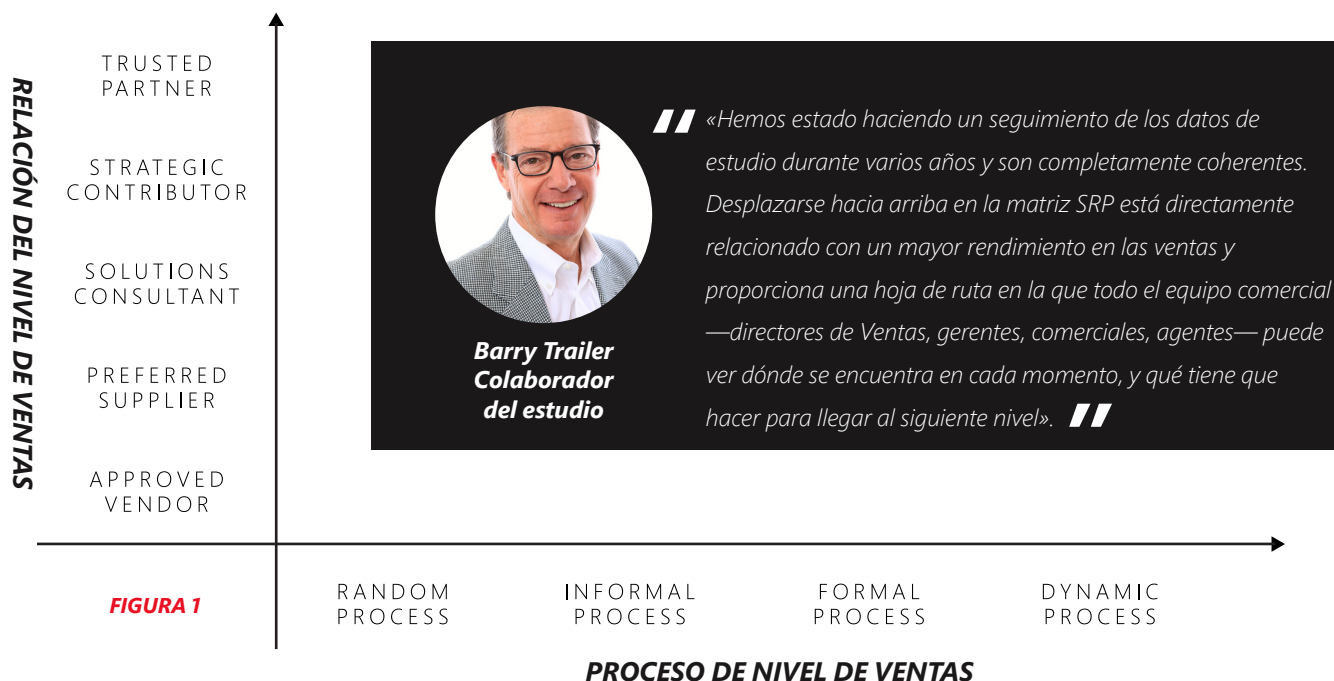 RELACIÓN DEL NIVEL DE VENTAS
TRUSTED
PARTNER
STRATEGIC
CONTRIBUTOR
SOLUTIONS
CONSULTANT
PREFERRED
SUPPLIER
APPROVED
VENDOR
«Hemos estado haciendo un seguimiento de los datos de
estudio durante varios años y son completamente coherentes.
Desplazarse hacia arriba en la matriz SRP está directamente
relacionado con un mayor rendimiento en las ventas y
proporciona una hoja de ruta en la que todo el equipo comercial
—directores de Ventas, gerentes, comerciales, agentes— puede
ver dónde se encuentra en cada momento, y qué tiene que
hacer para llegar al siguiente nivel».
Barry Trailer
Colaborador
del estudio
FIGURA 1
RANDOM
PROCESS
INFORMAL
PROCESS
FORMAL
PROCESS
DYNAMIC
PROCESS
PROCESO DE NIVEL DE VENTAS